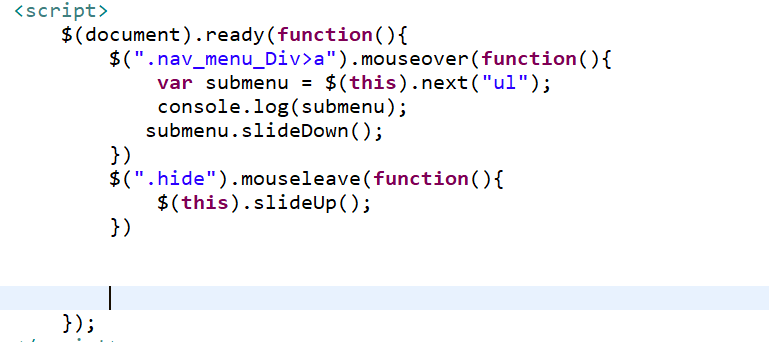 <script>
$(document).ready(function(){
$(".nav_menu_Div>a").mouseover(function(){
var submenu = $(this).next("ul");
console.log(submenu);
submenu.slideDown();
})
$(".hide").mouseleave(function(){
$(this).slideUp();
})
});